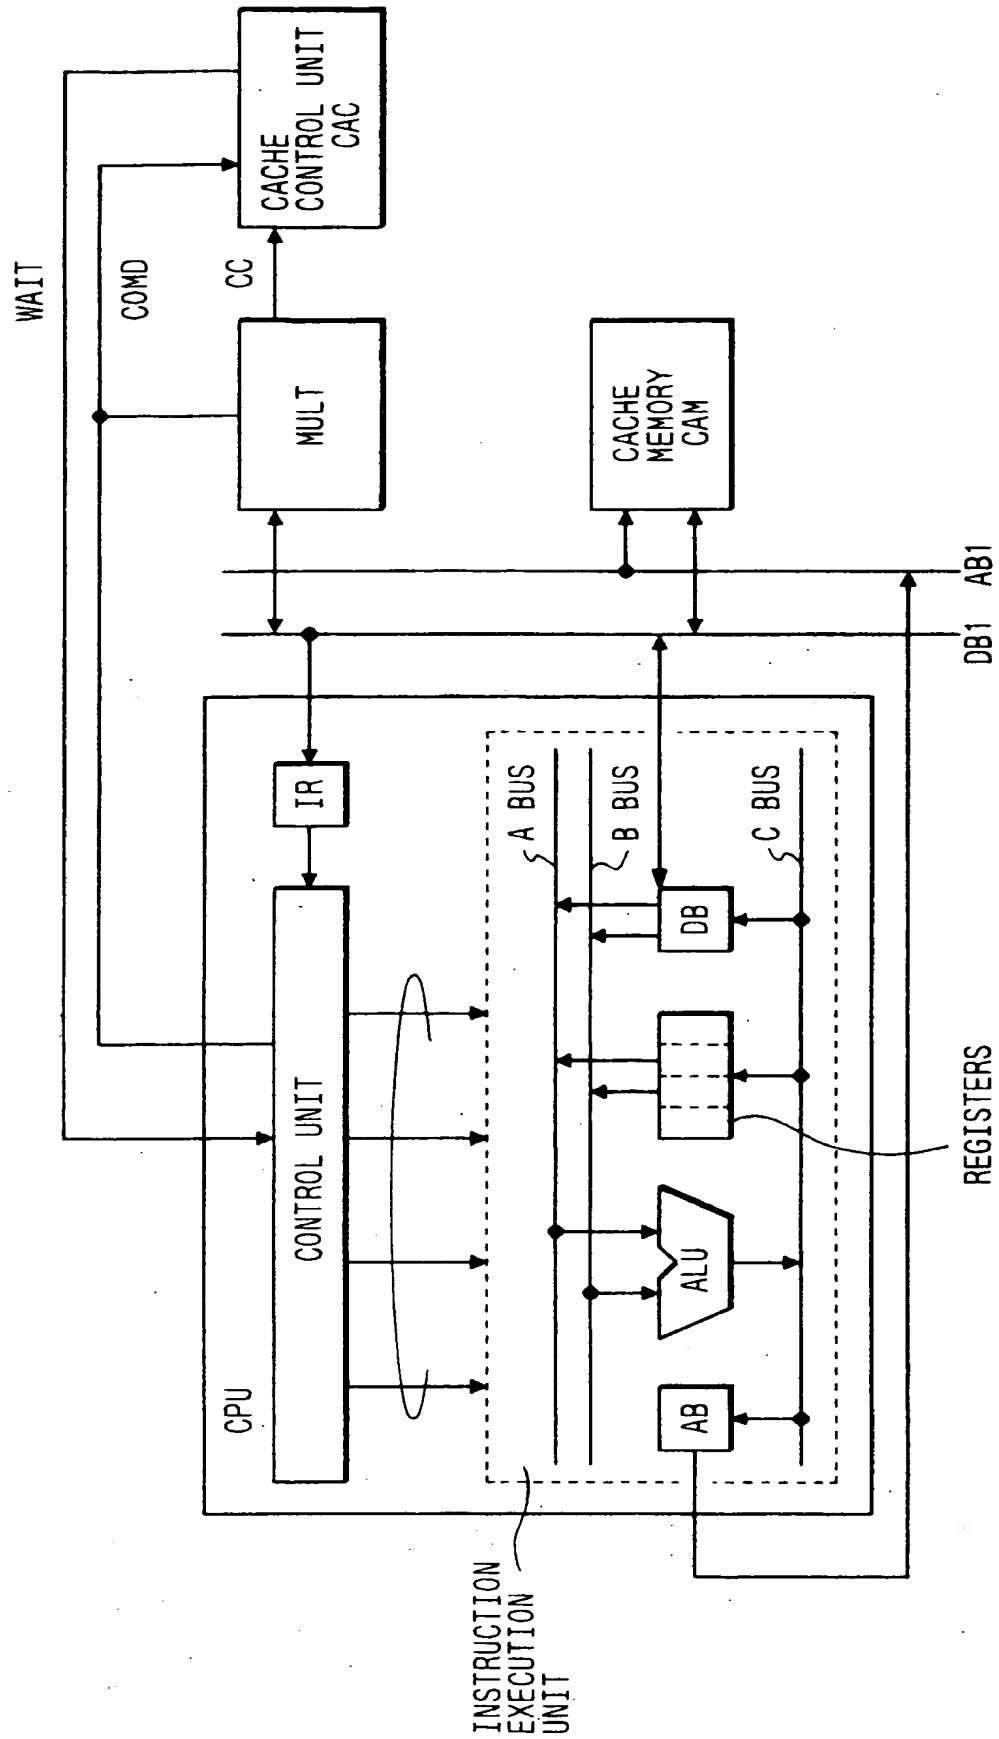 WAIT
COMD
CC
CACHE
CONTROL UNIT
CAC
MULT
CACHE
MEMORY
CAM
AB1
DB1
CPU
CONTROL UNIT
IR
A BUS
B BUS
C BUS
AB
ALU
DB
REGISTERS
INSTRUCTION
EXECUTION
UNIT